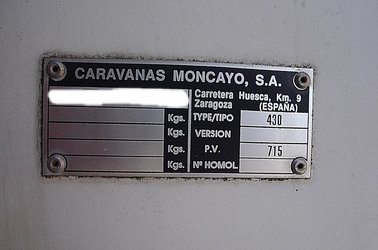 CARAVANAS MONCAYO, S.A.
Carretera Huesca, Km. 9
Zaragoza (ESPAÑA)
Kgs. TYPE/TIPO 430
Kgs. VERSION
Kgs. P.V. 715
Kgs. Nº HOMOL.